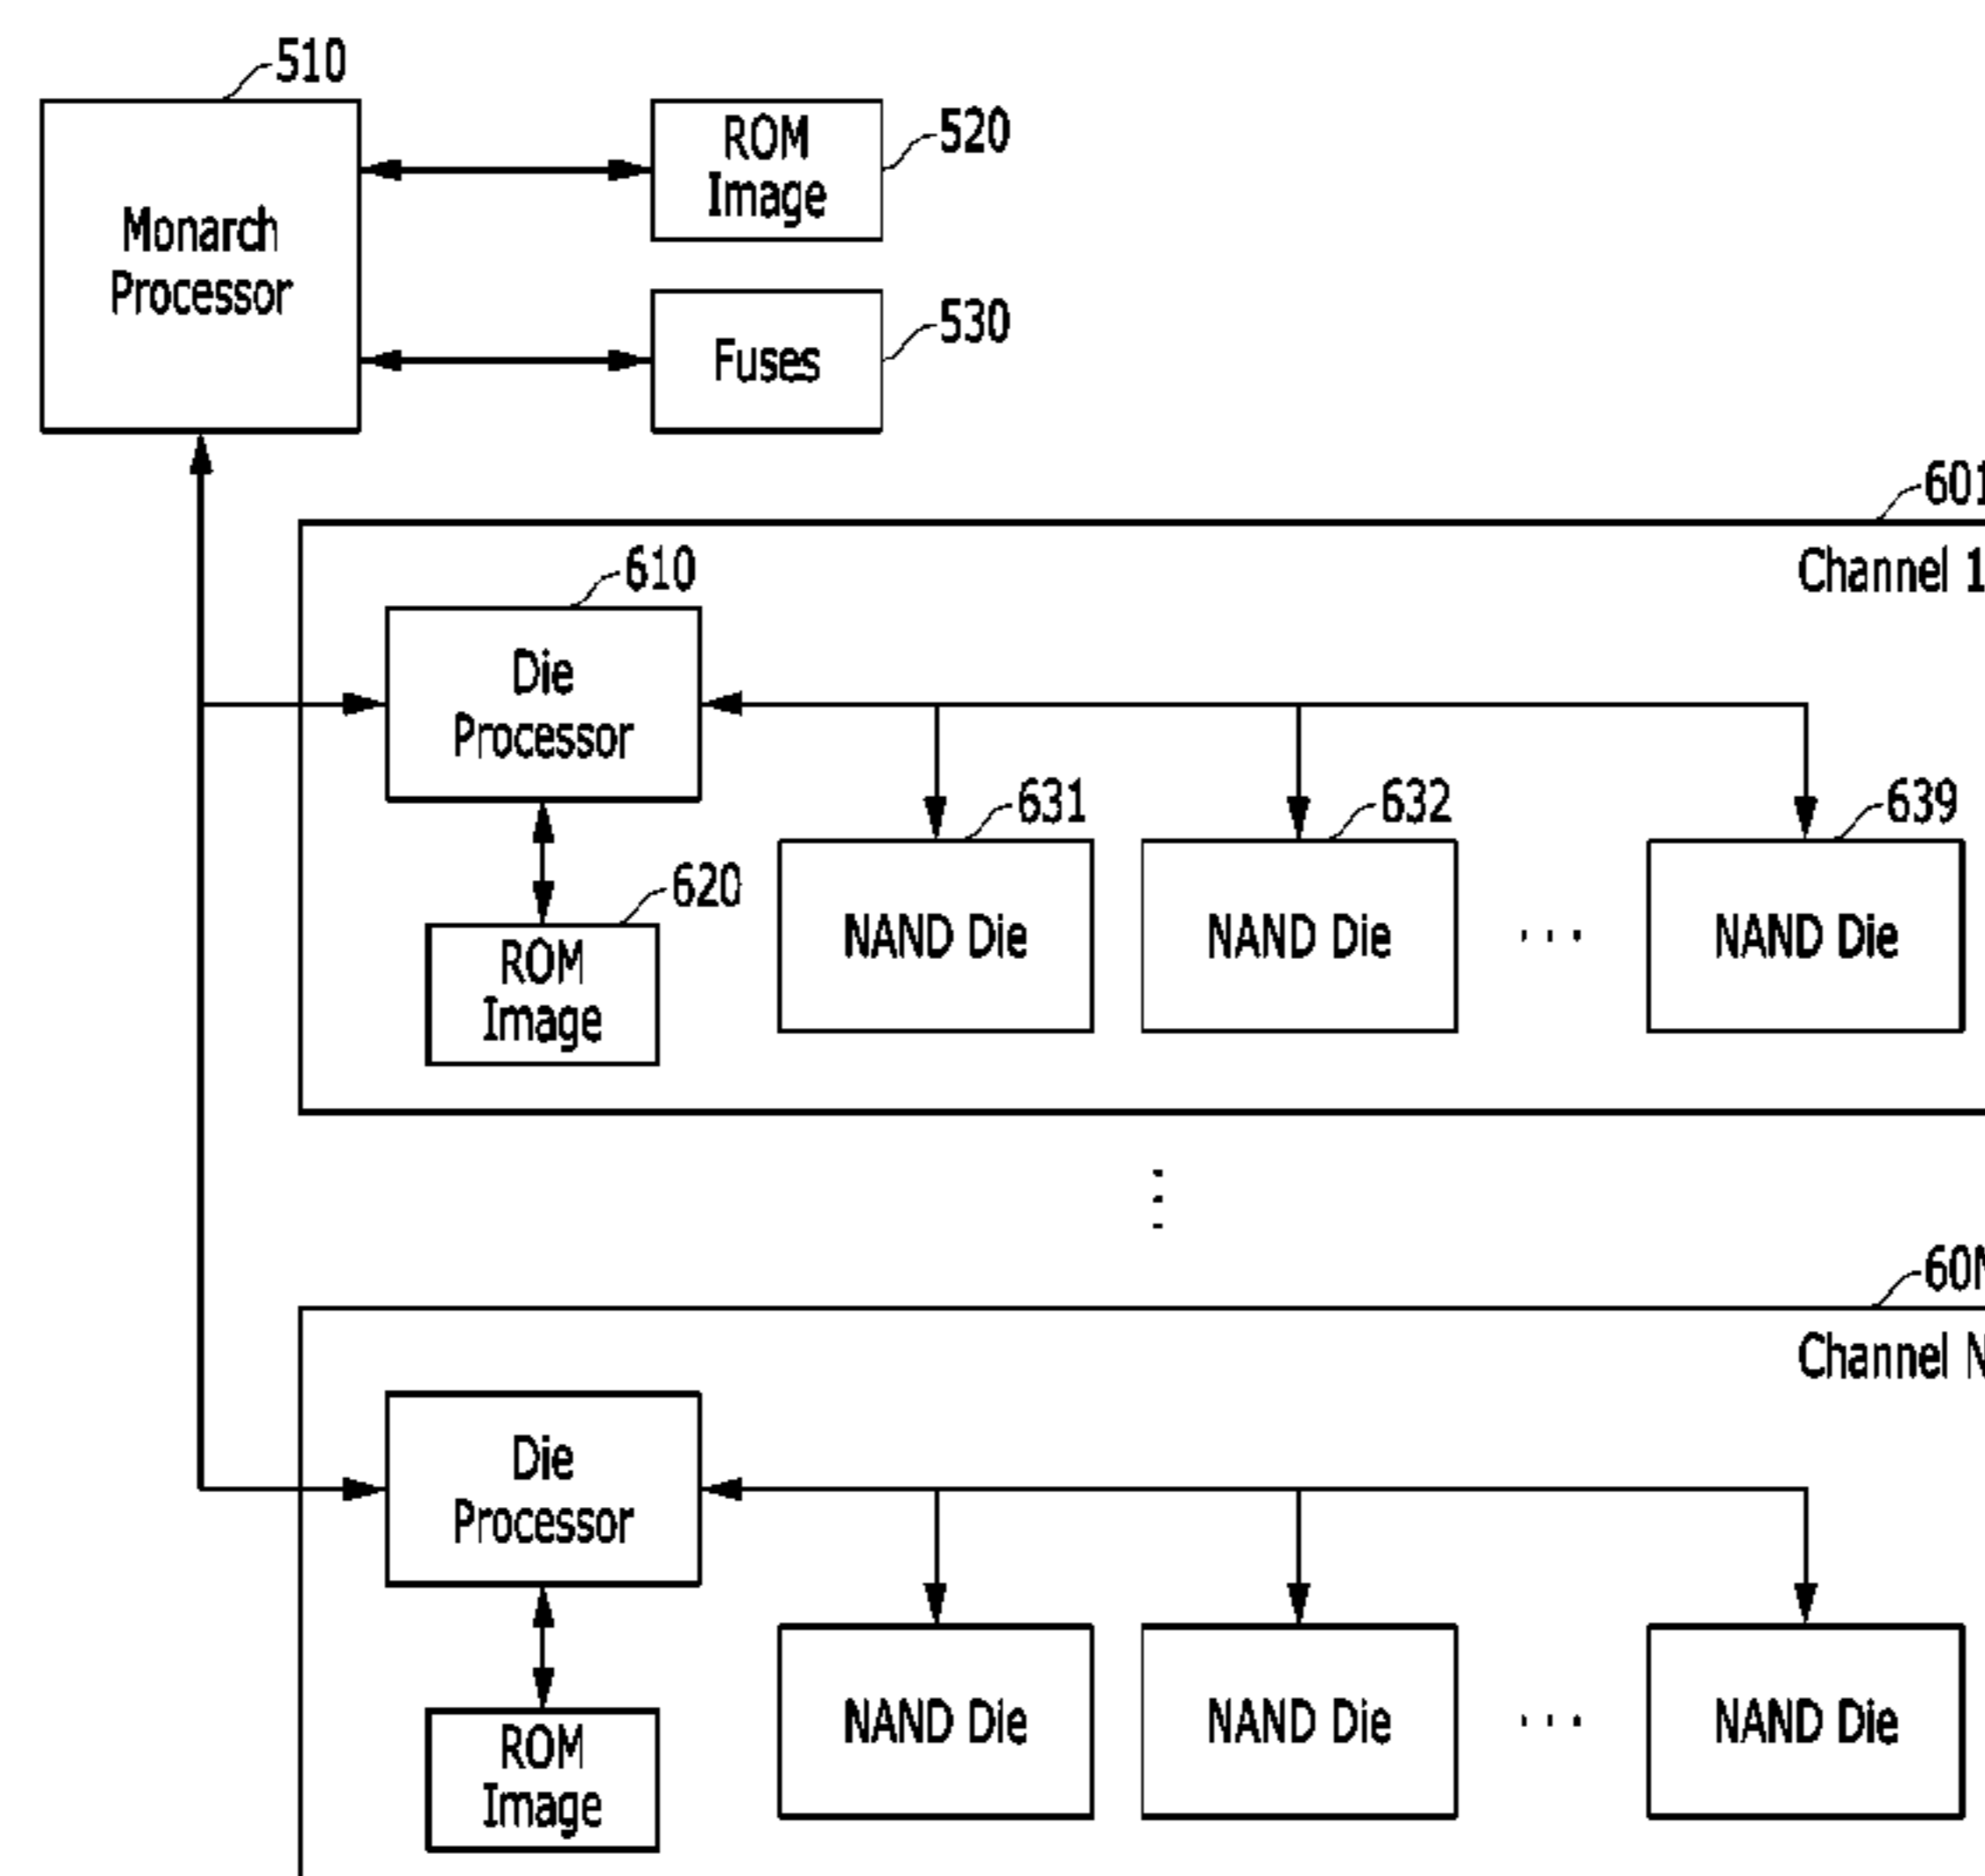 510
Monarch
Processor
ROM
Image
520
Fuses
530
601
Channel 1
610
Die
Processor
620
ROM
Image
631
NAND Die
632
NAND Die
...
639
NAND Die
60N
Channel N
Die
Processor
ROM
Image
NAND Die
NAND Die
...
NAND Die